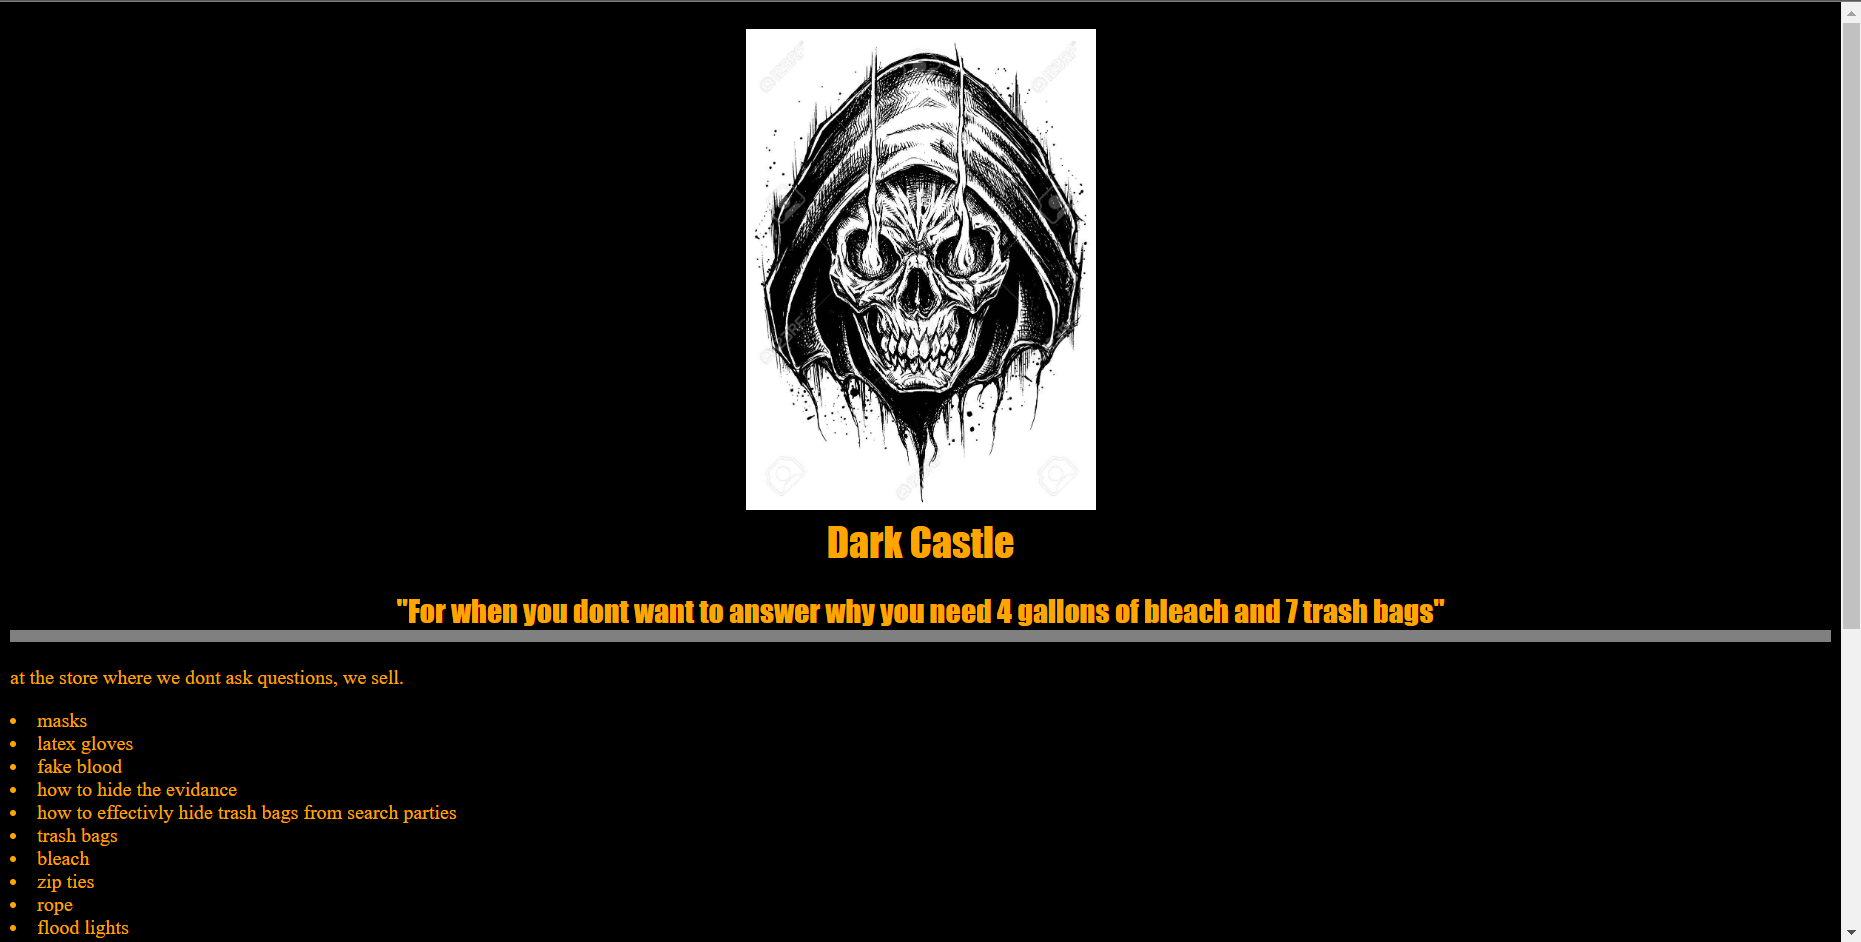 Dark Castle
"For when you dont want to answer why you need 4 gallons of bleach and 7 trash bags"
at the store where we dont ask questions, we sell.
masks
latex gloves
fake blood
how to hide the evidance
how to effectivly hide trash bags from search parties
trash bags
bleach
zip ties
rope
flood lights